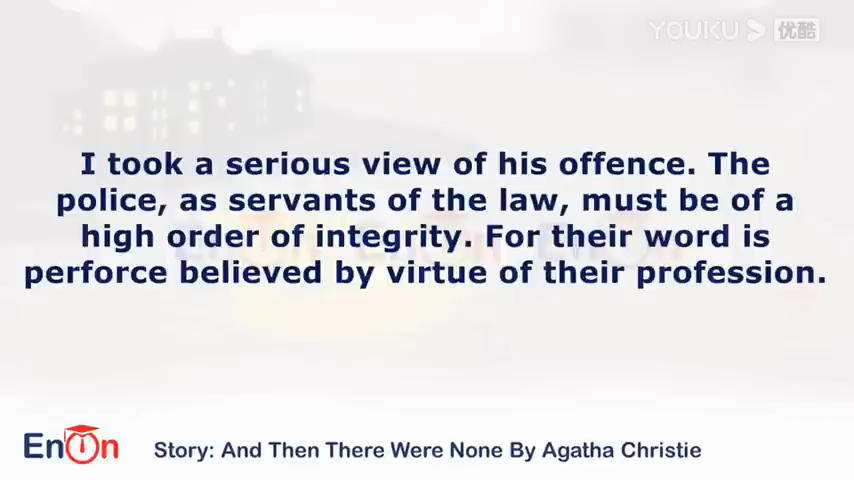 YOUKU 优酷
I took a serious view of his offence. The
police, as servants of the law, must be of a
high order of integrity. For their word is
perforce believed by virtue of their profession.
EnOn
Story: And Then There Were None By Agatha Christie